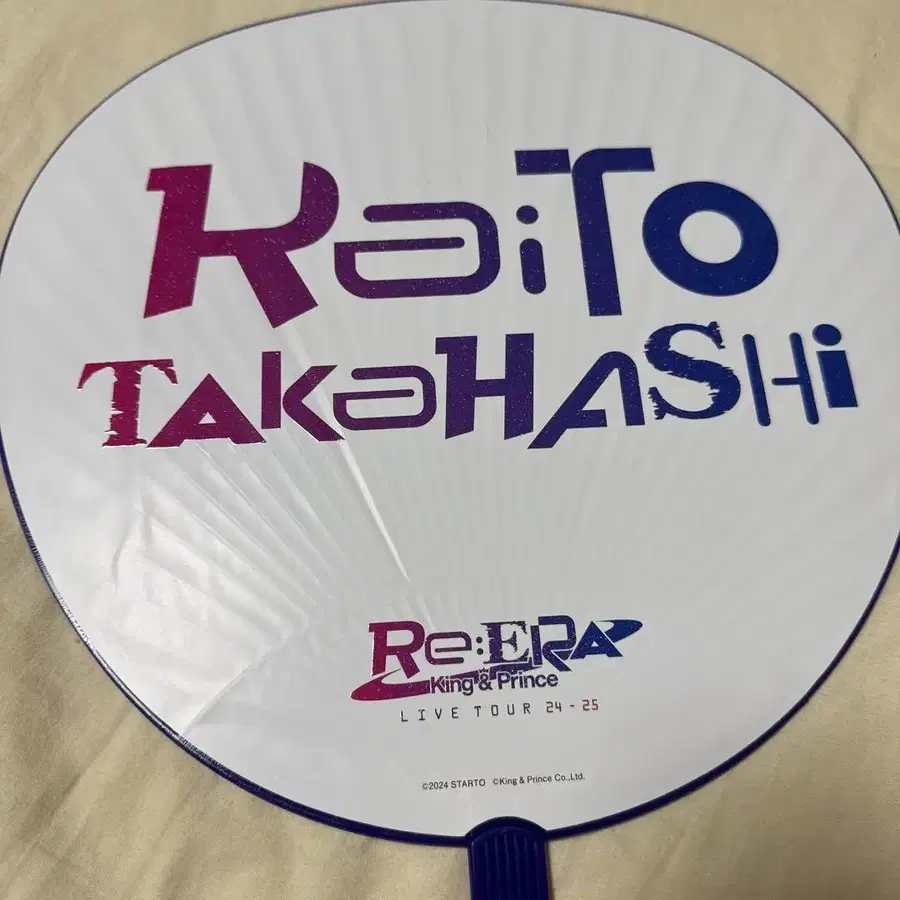 KaiTo
TAKaHASHi
Re:ERA
King & Prince
LIVE TOUR 24-25
©2024 STARTO ©King & Prince Co.,Ltd.